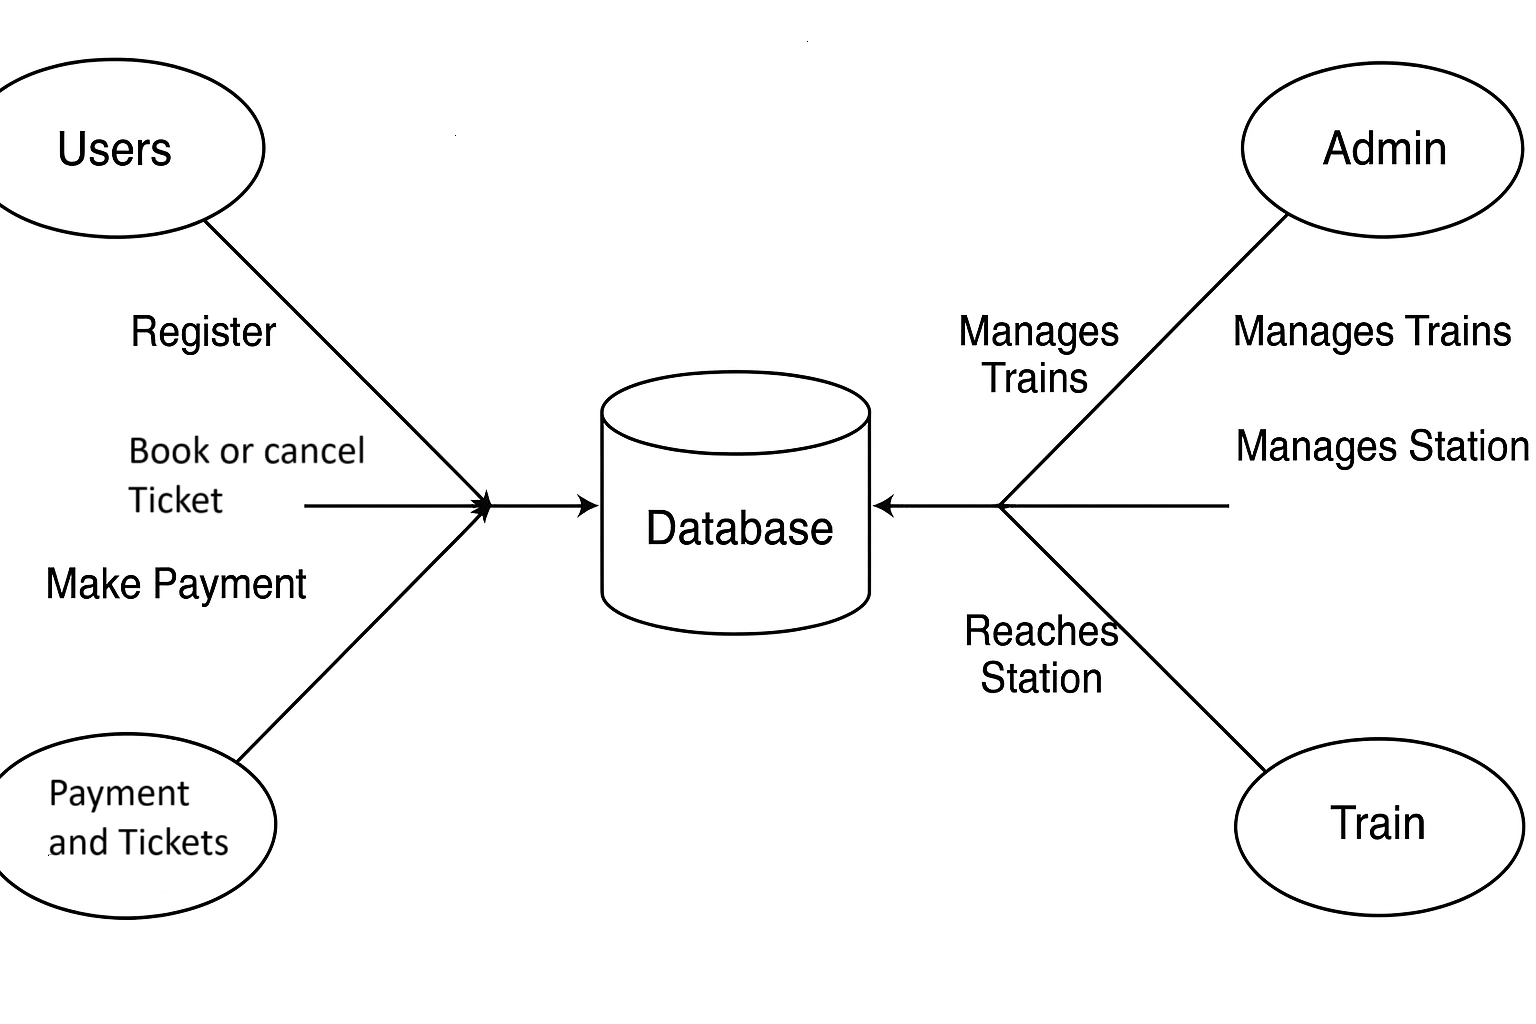 Users
Admin
Register
Manages
Trains
Manages Trains
Book or cancel
Ticket
Manages Station
Database
Make Payment
Reaches
Station
Payment
and Tickets
Train